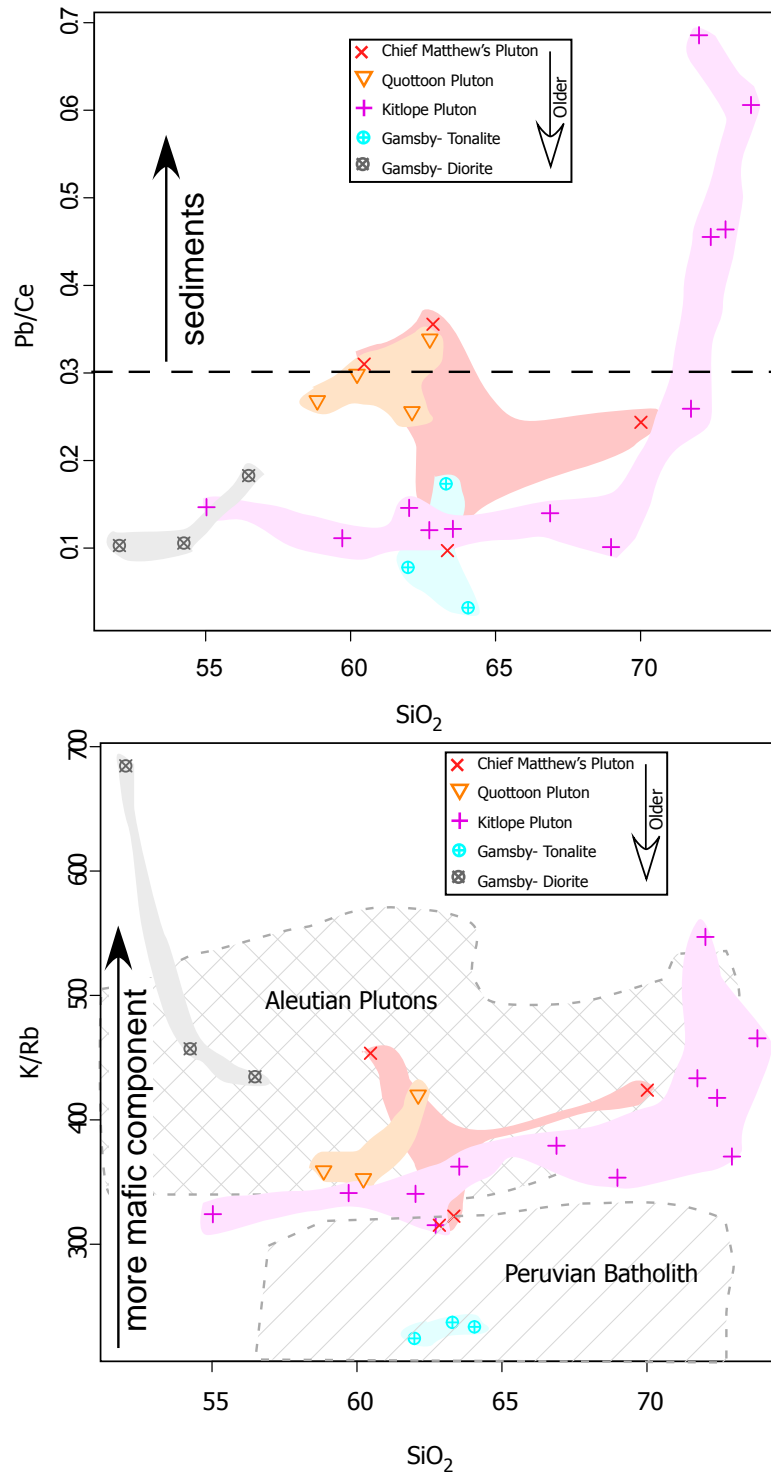 0.7
0.6
0.5
0.4
0.3
0.2
0.1
Pb/Ce
sediments
Chief Matthew's Pluton
Quottoon Pluton
Kitlope Pluton
Gamsby- Tonalite
Gamsby- Diorite
Older
55 60 65 70
SiO2
700
600
500
400
300
K/Rb
more mafic component
Chief Matthew's Pluton
Quottoon Pluton
Kitlope Pluton
Gamsby- Tonalite
Gamsby- Diorite
Older
Aleutian Plutons
Peruvian Batholith
55 60 65 70
SiO2